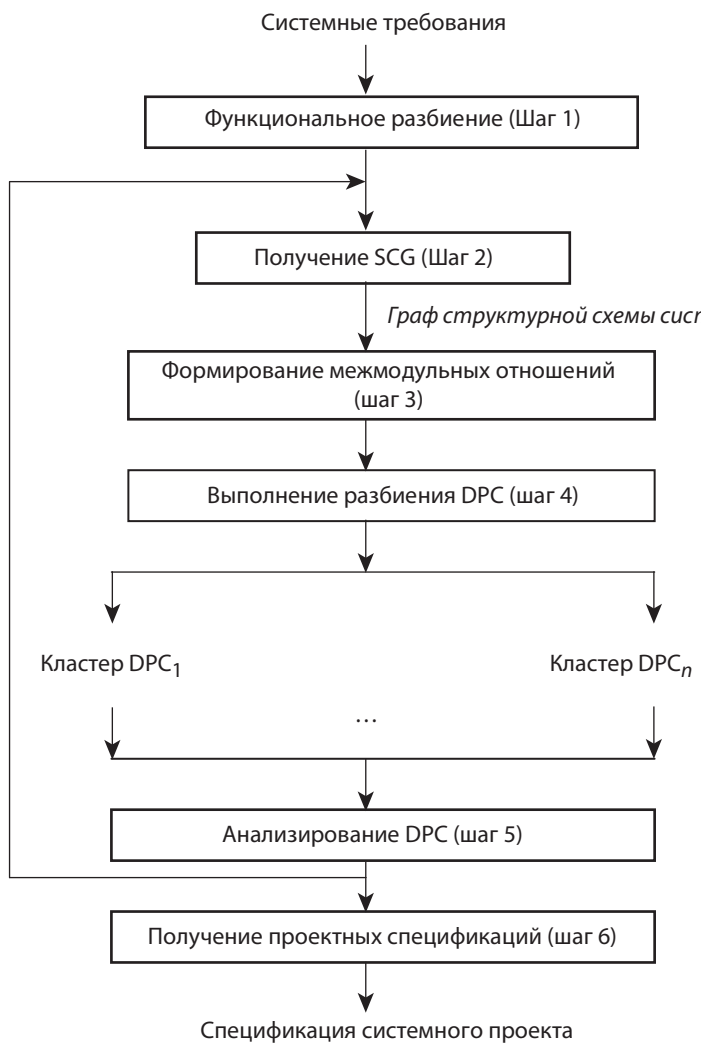 Системные требования
Функциональное разбиение (Шаг 1)
Получение SCG (Шаг 2)
Граф структурной схемы
Формирование межмодульных отношений
(шаг 3)
Выполнение разбиения DPC (шаг 4)
Кластер DPC1
Кластер DPCn
...
Анализирование DPC (шаг 5)
Получение проектных спецификаций (шаг 6)
Спецификация системного проекта